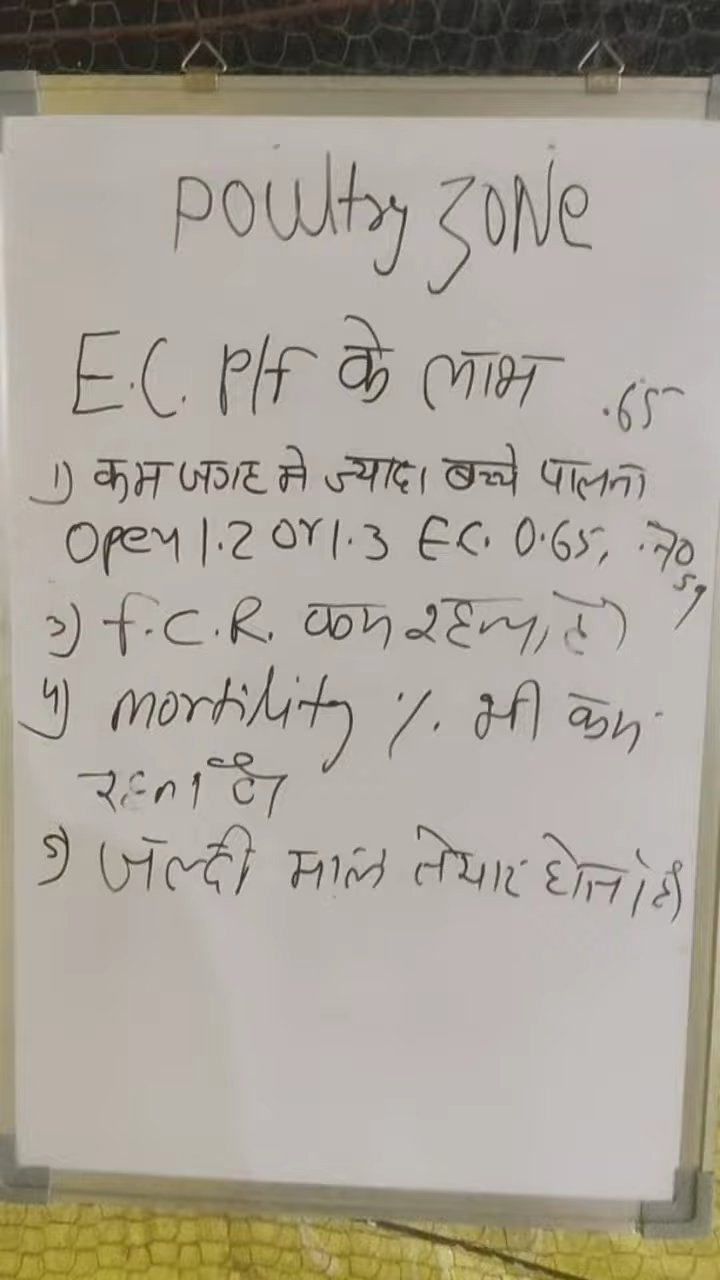 Poultry Zone
E.C. P/f के लाभ .65
1) कम जगह मे ज्यादा बच्चे पालना
Open 1.2 or 1.3 E.C. 0.65, .70
3) f.C.R. कम रहता है
4) mortility % भी कम
रहता है
5) जल्दी माल तैयार होता है